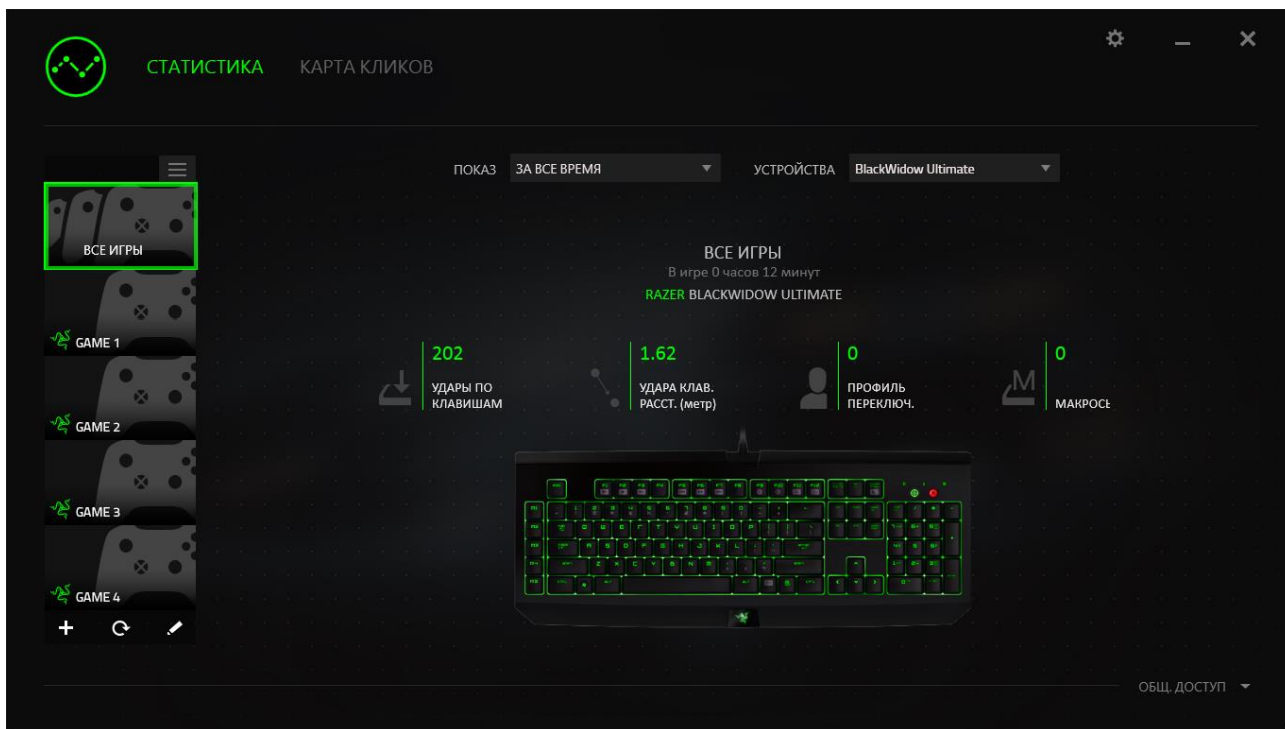 СТАТИСТИКА КАРТА КЛИКОВ
ПОКАЗ ЗА ВСЕ ВРЕМЯ УСТРОЙСТВА BlackWidow Ultimate
ВСЕ ИГРЫ
GAME 1
GAME 2
GAME 3
GAME 4
ВСЕ ИГРЫ
В игре 0 часов 12 минут
RAZER BLACKWIDOW ULTIMATE
202
УДАРЫ ПО
КЛАВИШАМ
1.62
УДАРА КЛАВ.
РАССТ. (метр)
0
ПРОФИЛЬ
ПЕРЕКЛЮЧ.
M
0
МАКРОСЬ
ОБЩ. ДОСТУП